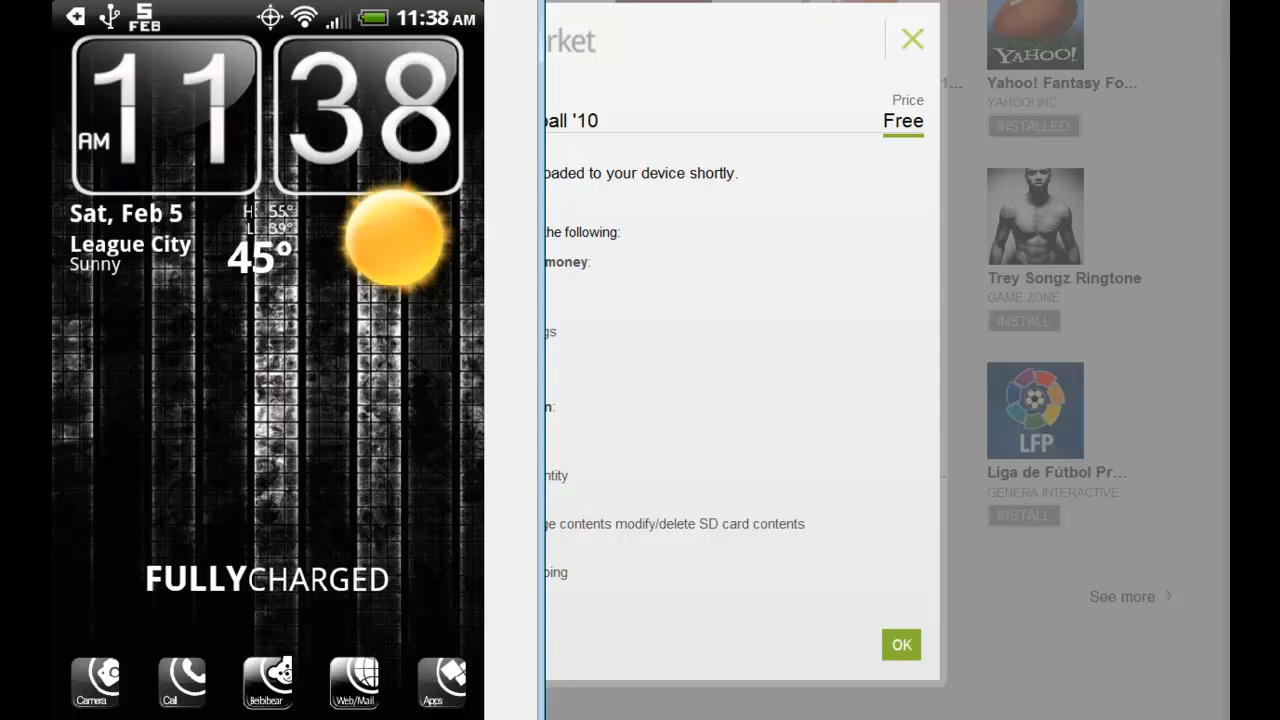 5
FEB
11:38 AM
11 38
AM
Sat, Feb 5
League City
Sunny
H: 55°
L: 39°
45°
FULLYCHARGED
Camera
Call
Beibibear
Web/Mail
Apps
rket
Price
ball '10
Free
oaded to your device shortly.
the following:
money:
gs
n:
ntity
ge contents modify/delete SD card contents
ping
OK
1...
YAHOO!
Yahoo! Fantasy Fo...
YAHOO! INC
INSTALLED
Trey Songz Ringtone
GAME ZONE
INSTALL
LFP
Liga de Fútbol Pr...
GENERA INTERACTIVE
INSTALL
See more